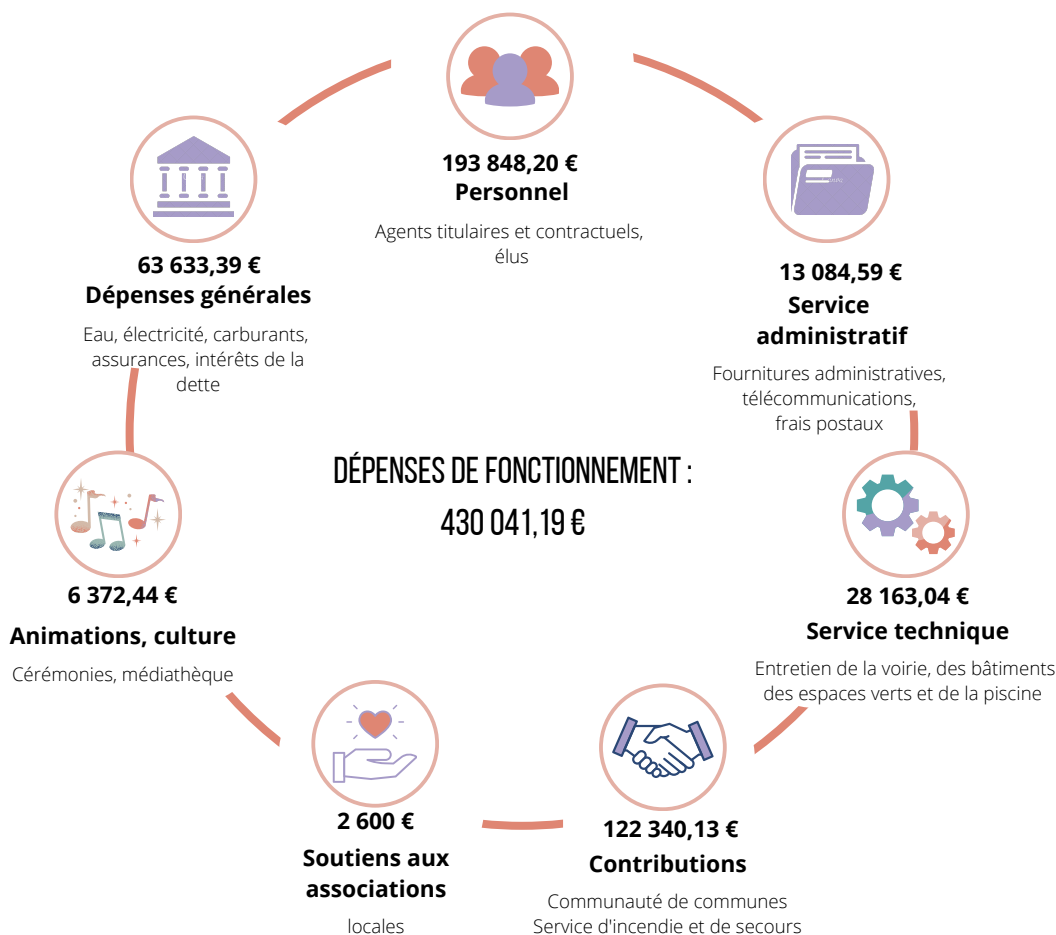 193 848,20 €
Personnel
Agents titulaires et contractuels,
élus
13 084,59 €
Service
administratif
Fournitures administratives,
télécommunications,
frais postaux
28 163,04 €
Service technique
Entretien de la voirie, des bâtiments
des espaces verts et de la piscine
122 340,13 €
Contributions
Communauté de communes
Service d'incendie et de secours
2 600 €
Soutiens aux
associations
locales
6 372,44 €
Animations, culture
Cérémonies, médiathèque
63 633,39 €
Dépenses générales
Eau, électricité, carburants,
assurances, intérêts de la
dette
DÉPENSES DE FONCTIONNEMENT :
430 041,19 €